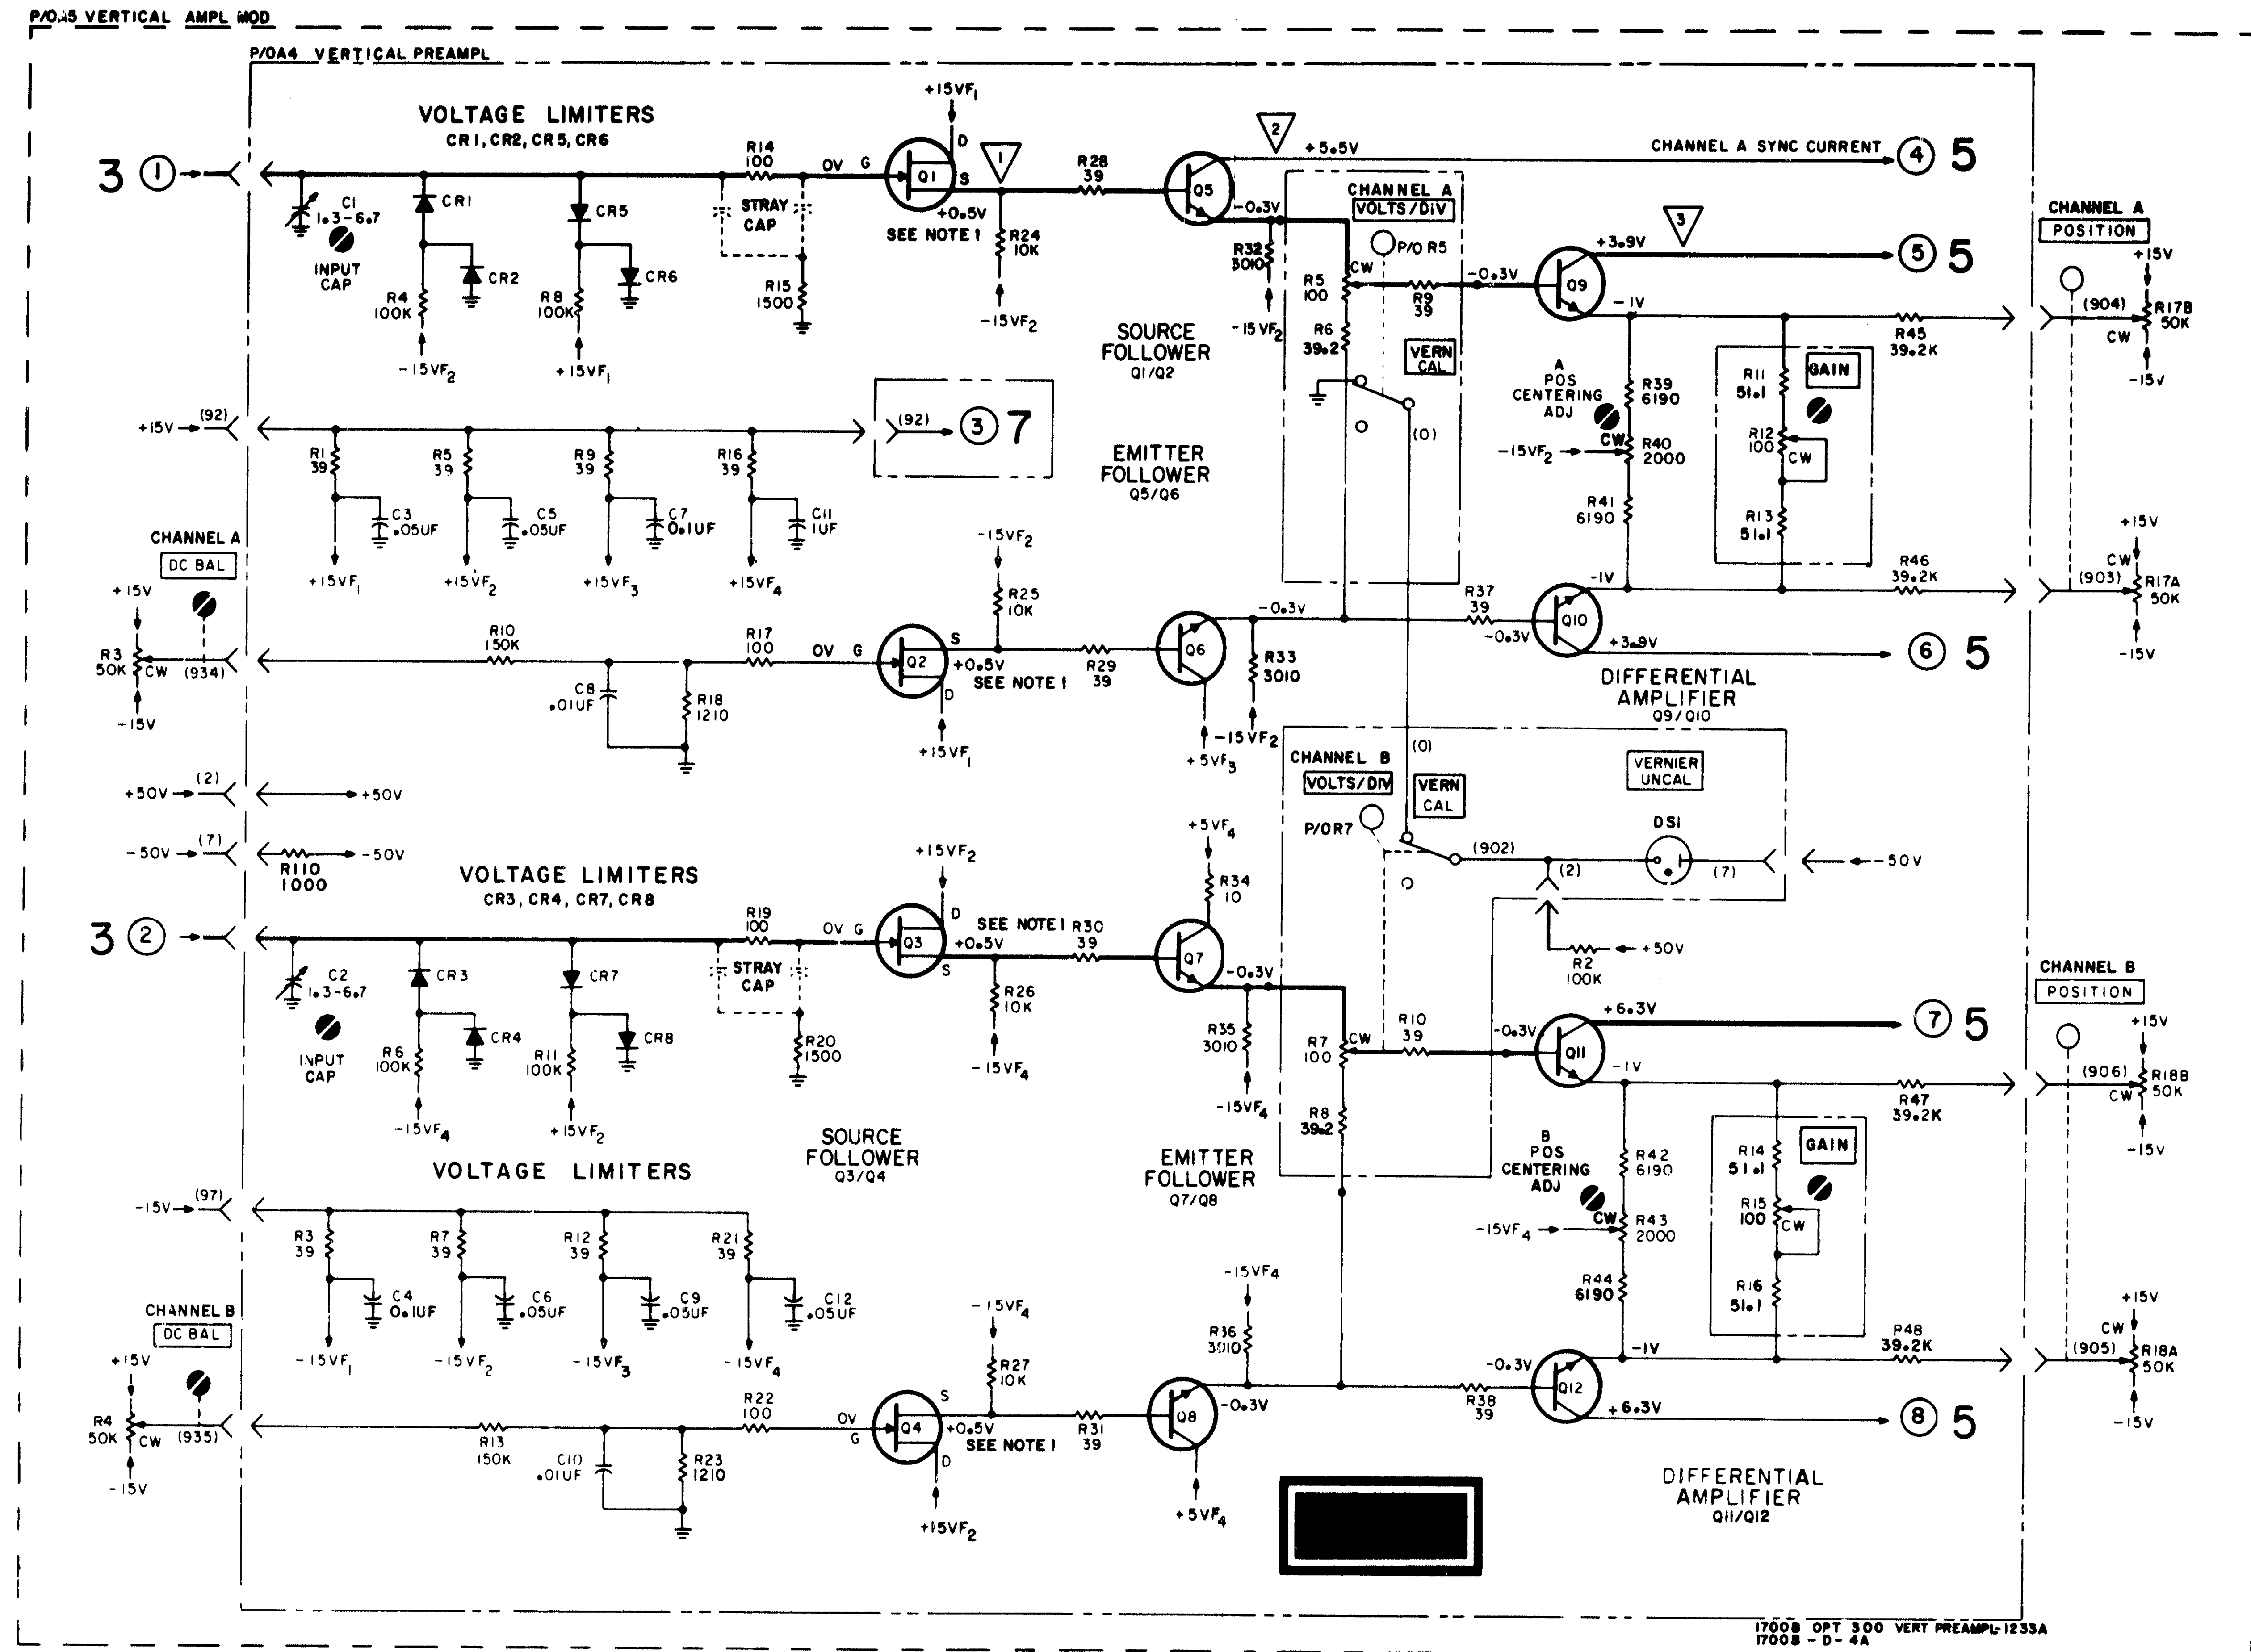 P/OA5 VERTICAL AMPL MOD
P/OA4 VERTICAL PREAMPL
VOLTAGE LIMITERS
CR1, CR2, CR5, CR6
3 1
C1
1.3-6.7
INPUT
CAP
CR1
CR2
R4
100K
-15VF2
CR5
CR6
R8
100K
+15VF1
R14
100
STRAY
CAP
R15
1500
0V G
Q1
+15VF1
D
S
+0.5V
SEE NOTE 1
1
R24
10K
-15VF2
R28
39
Q5
2
+5.5V
CHANNEL A SYNC CURRENT
4 5
-0.3V
R32
3010
-15VF2
CHANNEL A
VOLTS/DIV
P/O R5
CW
R5
100
R9
39
R6
39.2
VERN
CAL
(0)
-0.3V
Q9
+3.9V
3
5 5
-1V
R45
39.2K
CHANNEL A
POSITION
+15V
(904)
R17B
50K
CW
-15V
SOURCE
FOLLOWER
Q1/Q2
EMITTER
FOLLOWER
Q5/Q6
A
POS
CENTERING
ADJ
R39
6190
CW
-15VF2
R40
2000
R41
6190
R11
51.1
GAIN
R12
100
CW
R13
51.1
+15V
(92)
(92)
3 7
R1
39
C3
.05UF
+15VF1
R5
39
C5
.05UF
+15VF2
R9
39
C7
0.1UF
+15VF3
R16
39
C11
1UF
+15VF4
CHANNEL A
DC BAL
+15V
R3
50K
CW
(934)
-15V
R10
150K
C8
.01UF
R18
1210
R17
100
0V G
Q2
S
+0.5V
SEE NOTE 1
D
+15VF1
-15VF2
R25
10K
R29
39
Q6
-0.3V
R33
3010
-15VF2
+5VF3
R37
39
-0.3V
Q10
-1V
+3.9V
6 5
R46
39.2K
+15V
CW
(903)
R17A
50K
-15V
DIFFERENTIAL
AMPLIFIER
Q9/Q10
+50V
(2)
+50V
-50V
(7)
-50V
R110
1000
CHANNEL B
VOLTS/DIV
VERN
CAL
(0)
P/O R7
VERNIER
UNCAL
DS1
(902)
(2)
(7)
-50V
+50V
R2
100K
VOLTAGE LIMITERS
CR3, CR4, CR7, CR8
3 2
C2
1.3-6.7
INPUT
CAP
CR3
CR4
R6
100K
-15VF4
CR7
CR8
R11
100K
+15VF2
R19
100
STRAY
CAP
R20
1500
0V G
Q3
+15VF2
D
+0.5V
S
SEE NOTE 1
R26
10K
-15VF4
R30
39
Q7
+5VF4
R34
10
-0.3V
R35
3010
-15VF4
R7
100
CW
R10
39
R8
39.2
-0.3V
Q11
+6.3V
7 5
-1V
R47
39.2K
CHANNEL B
POSITION
+15V
(906)
R18B
50K
CW
-15V
SOURCE
FOLLOWER
Q3/Q4
EMITTER
FOLLOWER
Q7/Q8
B
POS
CENTERING
ADJ
R42
6190
CW
-15VF4
R43
2000
R44
6190
R14
51.1
GAIN
R15
100
CW
R16
51.1
VOLTAGE LIMITERS
-15V
(97)
R3
39
C4
0.1UF
-15VF1
R7
39
C6
.05UF
-15VF2
R12
39
C9
.05UF
-15VF3
R21
39
C12
.05UF
-15VF4
CHANNEL B
DC BAL
+15V
R4
50K
CW
(935)
-15V
R13
150K
C10
.01UF
R23
1210
R22
100
0V
G
Q4
S
+0.5V
SEE NOTE 1
D
+15VF2
-15VF4
R27
10K
R31
39
Q8
-0.3V
-15VF4
R36
3010
+5VF4
R38
39
-0.3V
Q12
-1V
+6.3V
8 5
R48
39.2K
+15V
CW
(905)
R18A
50K
-15V
DIFFERENTIAL
AMPLIFIER
Q11/Q12
1700B OPT 300 VERT PREAMPL-1233A
1700B - D - 4A